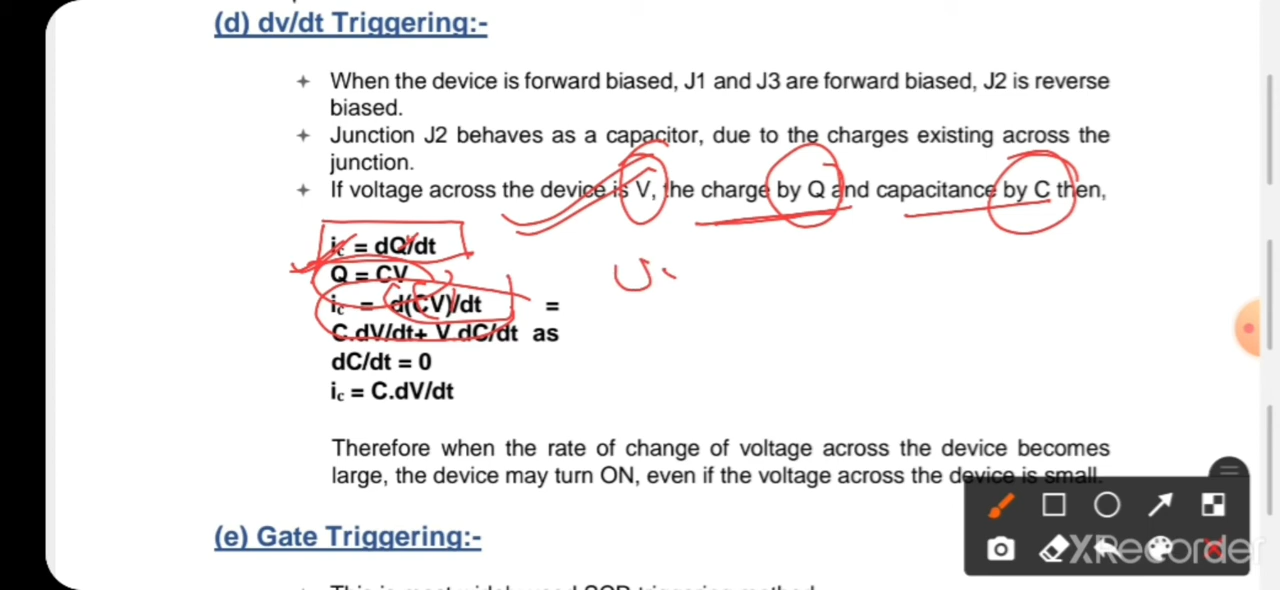 (d) dv/dt Triggering:-
When the device is forward biased, J1 and J3 are forward biased, J2 is reverse
biased.
Junction J2 behaves as a capacitor, due to the charges existing across the
junction.
If voltage across the device is V, the charge by Q and capacitance by C then,
ic = dQ/dt
Q = CV
ic = d(CV)/dt =
C.dV/dt+ V.dC/dt as
dC/dt = 0
ic = C.dV/dt
Therefore when the rate of change of voltage across the device becomes
large, the device may turn ON, even if the voltage across the device is small.
(e) Gate Triggering:-
XRecorder